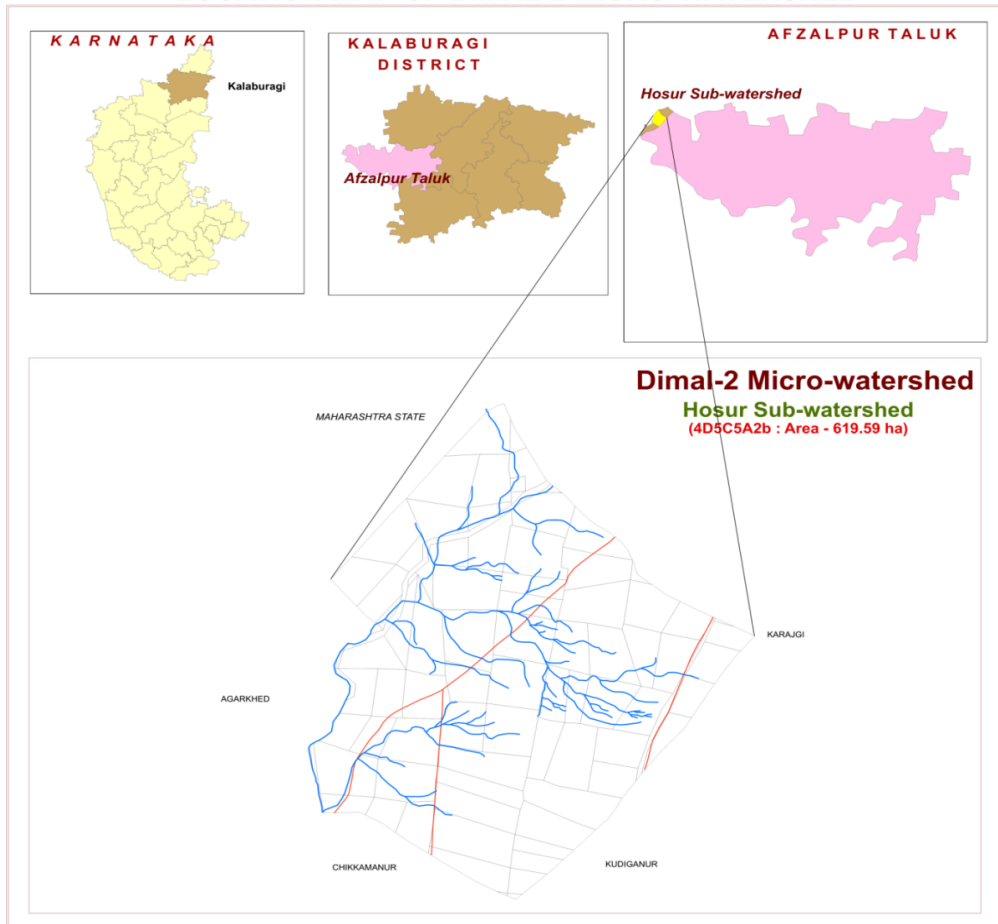 KARNATAKA
Kalaburagi
KALABURAGI
DISTRICT
Afzalpur Taluk
AFZALPUR TALUK
Hosur Sub-watershed
Dimal-2 Micro-watershed
Hosur Sub-watershed
(4D5C5A2b : Area - 619.59 ha)
MAHARASHTRA STATE
KARAJGI
AGARKHED
CHIKKAMANUR
KUDIGANUR